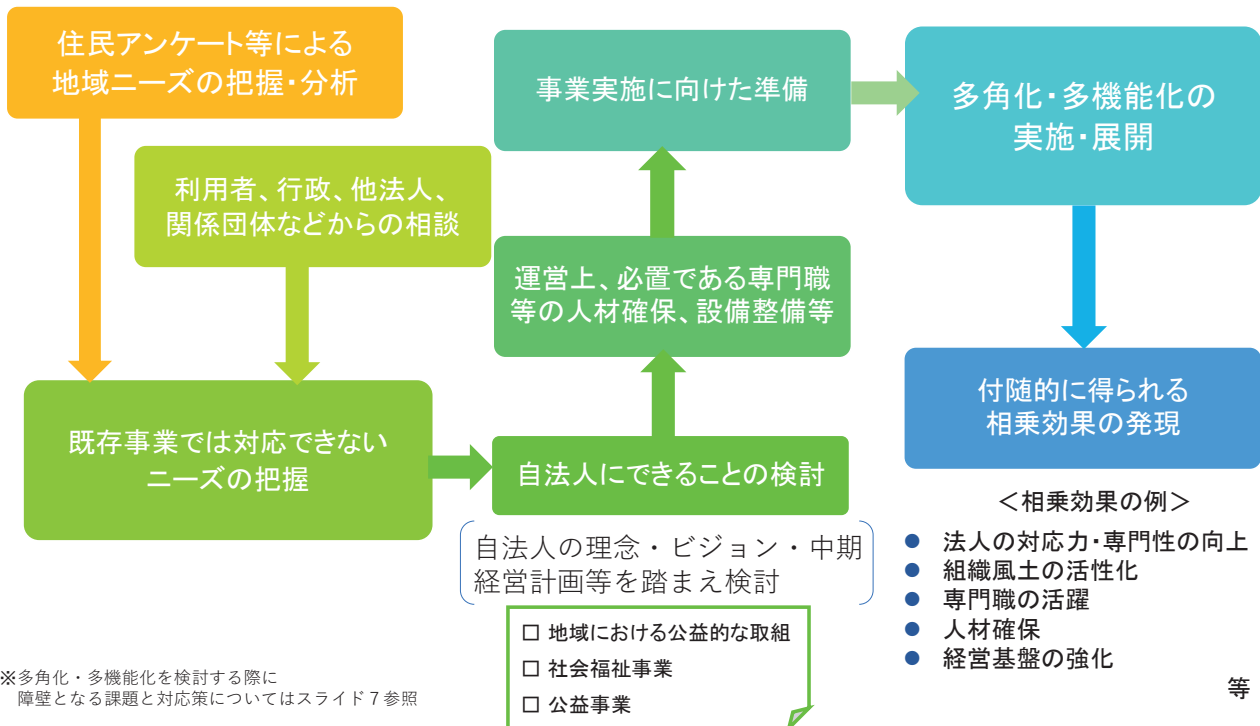 住民アンケート等による
地域ニーズの把握・分析
利用者、行政、他法人、
関係団体などからの相談
既存事業では対応できない
ニーズの把握
自法人にできることの検討
自法人の理念・ビジョン・中期
経営計画等を踏まえ検討
□ 地域における公益的な取組
□ 社会福祉事業
□ 公益事業
運営上、必置である専門職
等の人材確保、設備整備等
事業実施に向けた準備
多角化・多機能化の
実施・展開
付随的に得られる
相乗効果の発現
＜相乗効果の例＞
● 法人の対応力・専門性の向上
● 組織風土の活性化
● 専門職の活躍
● 人材確保
● 経営基盤の強化
等
※多角化・多機能化を検討する際に
障壁となる課題と対応策についてはスライド７参照